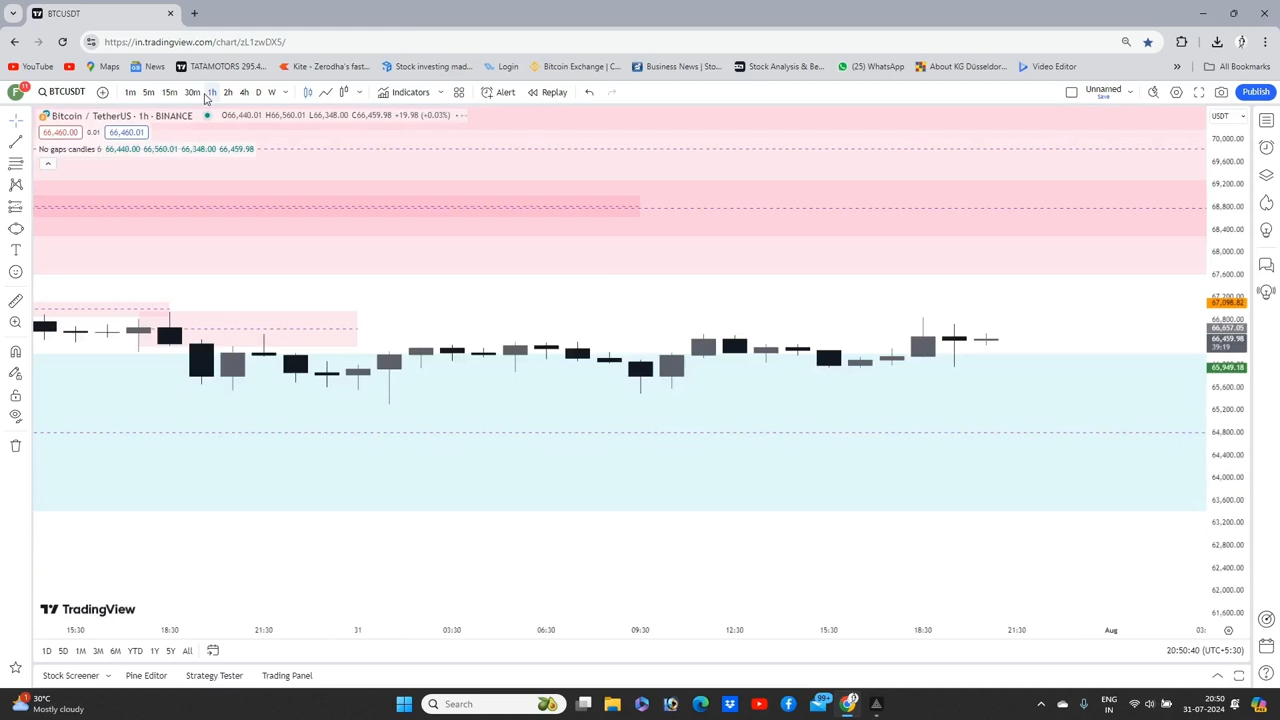 BTCUSDT
https://in.tradingview.com/chart/zL1zwDX5/
YouTube Maps News TATAMOTORS 295.4... Kite - Zerodha's fast... Stock investing mad... Login Bitcoin Exchange | C... Business News | Sto... Stock Analysis & Be... (25) WhatsApp About KG Düsseldor... Video Editor >> All Bookmarks
F 11 BTCUSDT 1m 5m 15m 30m 1h 2h 4h D W Indicators Alert Replay Unnamed Save Publish
Bitcoin / TetherUS · 1h · BINANCE O66,440.01 H66,560.01 L66,348.00 C66,459.98 +19.98 (+0.03%) USDT
66,460.00 0.01 66,460.01
No gaps candles 6 66,440.00 66,560.01 66,348.00 66,459.98
70,000.00
69,600.00
69,200.00
68,800.00
68,400.00
68,000.00
67,600.00
67,200.00
67,098.82
66,800.00
66,657.05
66,459.98
39:19
65,949.18
65,600.00
65,200.00
64,800.00
64,400.00
64,000.00
63,600.00
63,200.00
62,800.00
62,400.00
62,000.00
61,600.00
TradingView
15:30 18:30 21:30 31 03:30 06:30 09:30 12:30 15:30 18:30 21:30 Aug 03:
1D 5D 1M 3M 6M YTD 1Y 5Y All 20:50:40 (UTC+5:30)
Stock Screener Pine Editor Strategy Tester Trading Panel
1 30°C
Mostly cloudy
Search
99+
ENG
IN
20:50
31-07-2024